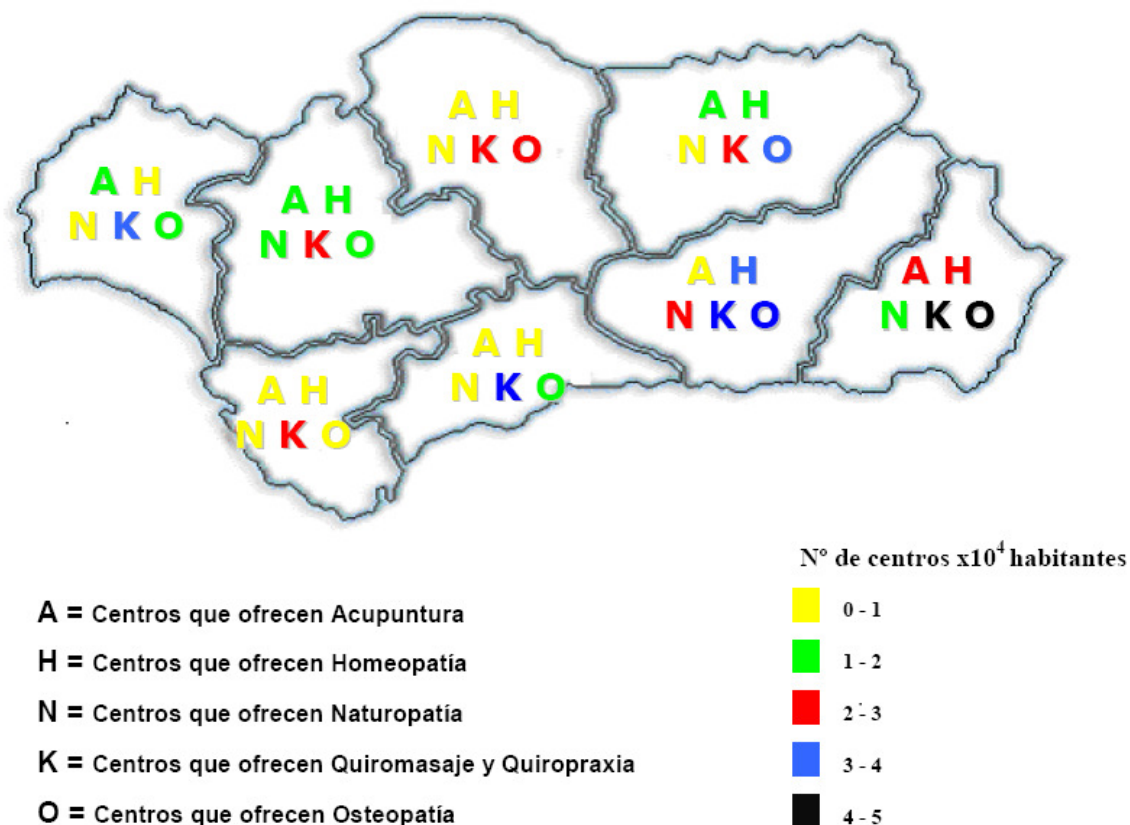 A H
N K O
A H
N K O
A H
N K O
A H
N K O
A H
N K O
A H
N K O
A H
N K O
A H
N K O
Nº de centros x10⁴ habitantes
A = Centros que ofrecen Acupuntura
0 - 1
H = Centros que ofrecen Homeopatía
1 - 2
N = Centros que ofrecen Naturopatía
2 - 3
K = Centros que ofrecen Quiromasaje y Quiropraxia
3 - 4
O = Centros que ofrecen Osteopatía
4 - 5